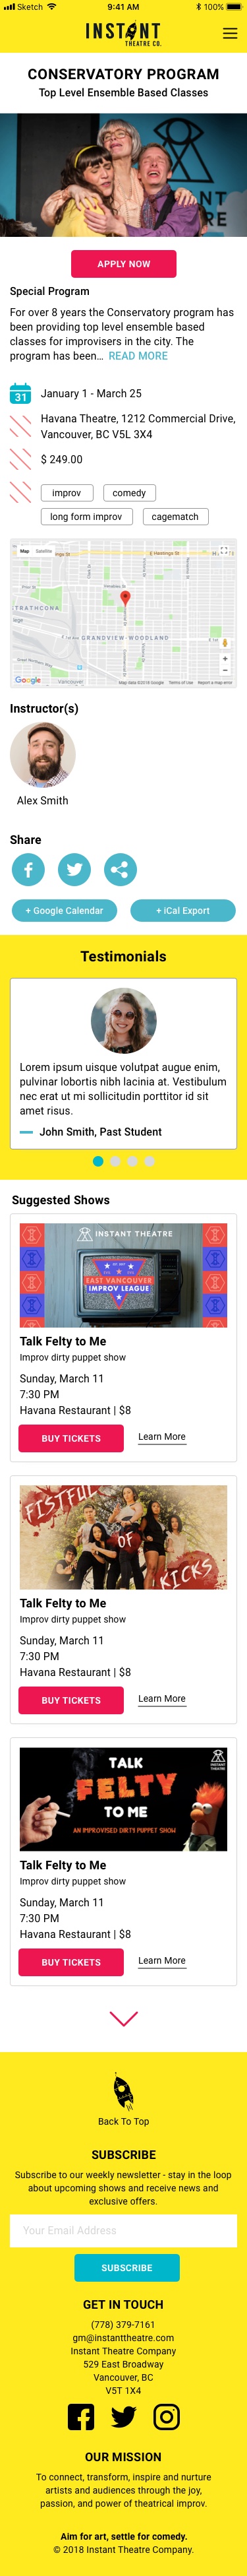 Sketch
9:41 AM
100%
INSTANT
THEATRE CO.
CONSERVATORY PROGRAM
Top Level Ensemble Based Classes
NT
RE
APPLY NOW
Special Program
For over 8 years the Conservatory program has
been providing top level ensemble based
classes for improvisers in the city. The
program has been... READ MORE
31
January 1 - March 25
Havana Theatre, 1212 Commercial Drive,
Vancouver, BC V5L 3X4
$ 249.00
improv
comedy
long form improv
cagematch
Map
Satellite
E Hastings St
STRATHCONA
GRANDVIEW-WOODLAND
Google
Vancouver
Map data ©2018 Google
Terms of Use
Report a map error
Instructor(s)
Alex Smith
Share
+ Google Calendar
+ iCal Export
Testimonials
Lorem ipsum uisque volutpat augue enim,
pulvinar lobortis nibh lacinia at. Vestibulum
nec erat ut mi sollicitudin porttitor id sit
amet risus.
John Smith, Past Student
Suggested Shows
INSTANT THEATRE
EAST VANCOUVER
IMPROV LEAGUE
Talk Felty to Me
Improv dirty puppet show
Sunday, March 11
7:30 PM
Havana Restaurant | $8
BUY TICKETS
Learn More
FISTFUL
OF
KICKS
Talk Felty to Me
Improv dirty puppet show
Sunday, March 11
7:30 PM
Havana Restaurant | $8
BUY TICKETS
Learn More
INSTANT
THEATRE
TALK
FELTY
TO ME
AN IMPROVISED DIRTY PUPPET SHOW
Talk Felty to Me
Improv dirty puppet show
Sunday, March 11
7:30 PM
Havana Restaurant | $8
BUY TICKETS
Learn More
Back To Top
SUBSCRIBE
Subscribe to our weekly newsletter - stay in the loop
about upcoming shows and receive news and
exclusive offers.
Your Email Address
SUBSCRIBE
GET IN TOUCH
(778) 379-7161
gm@instanttheatre.com
Instant Theatre Company
529 East Broadway
Vancouver, BC
V5T 1X4
OUR MISSION
To connect, transform, inspire and nurture
artists and audiences through the joy,
passion, and power of theatrical improv.
Aim for art, settle for comedy.
© 2018 Instant Theatre Company.